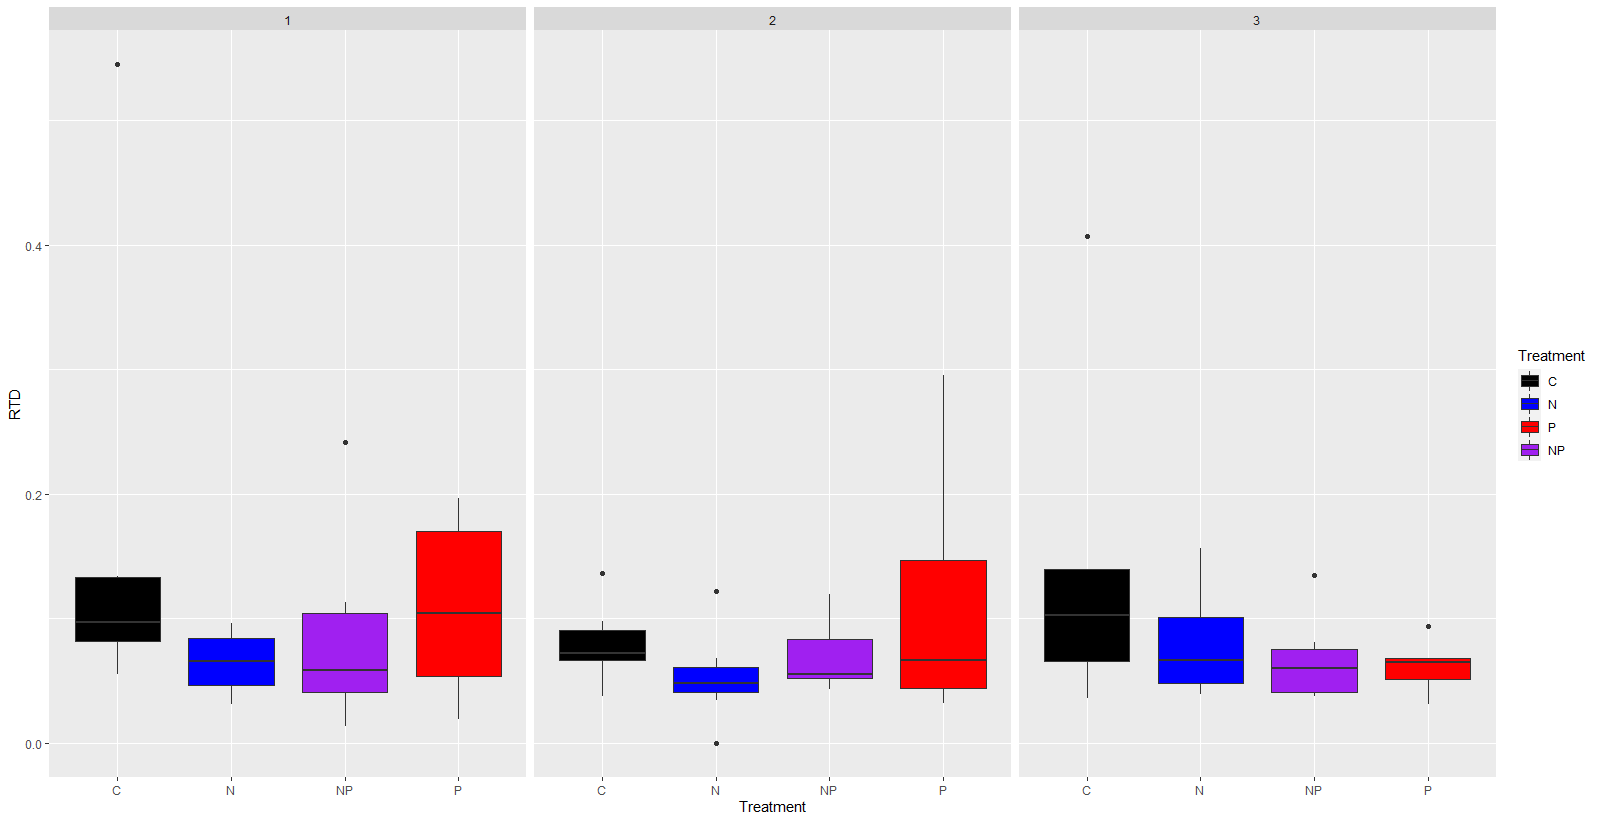 1 2 3
RTD
0.4
0.2
0.0
C N NP P C N NP P C N NP P
Treatment
Treatment
C
N
P
NP